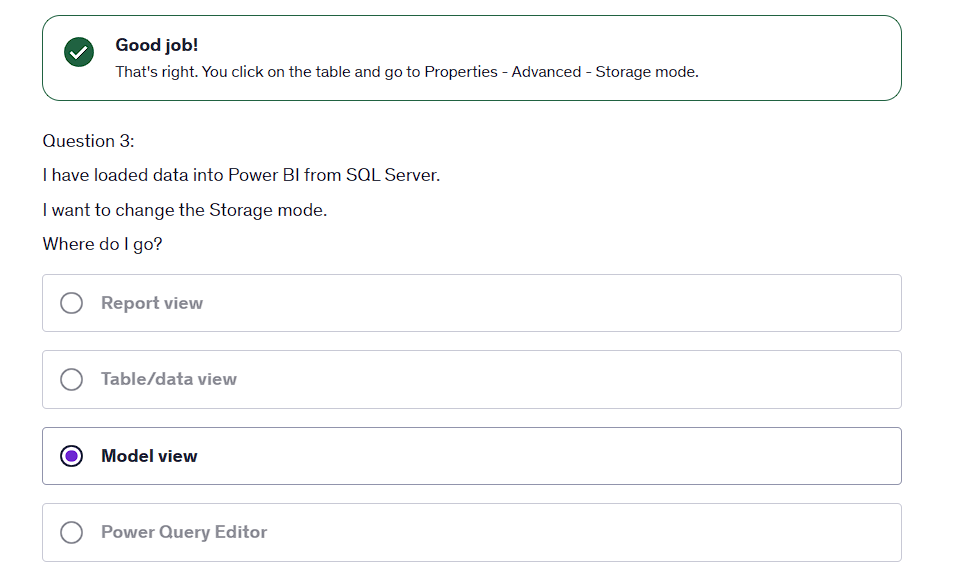 Good job!
That's right. You click on the table and go to Properties - Advanced - Storage mode.
Question 3:
I have loaded data into Power BI from SQL Server.
I want to change the Storage mode.
Where do I go?
Report view
Table/data view
Model view
Power Query Editor